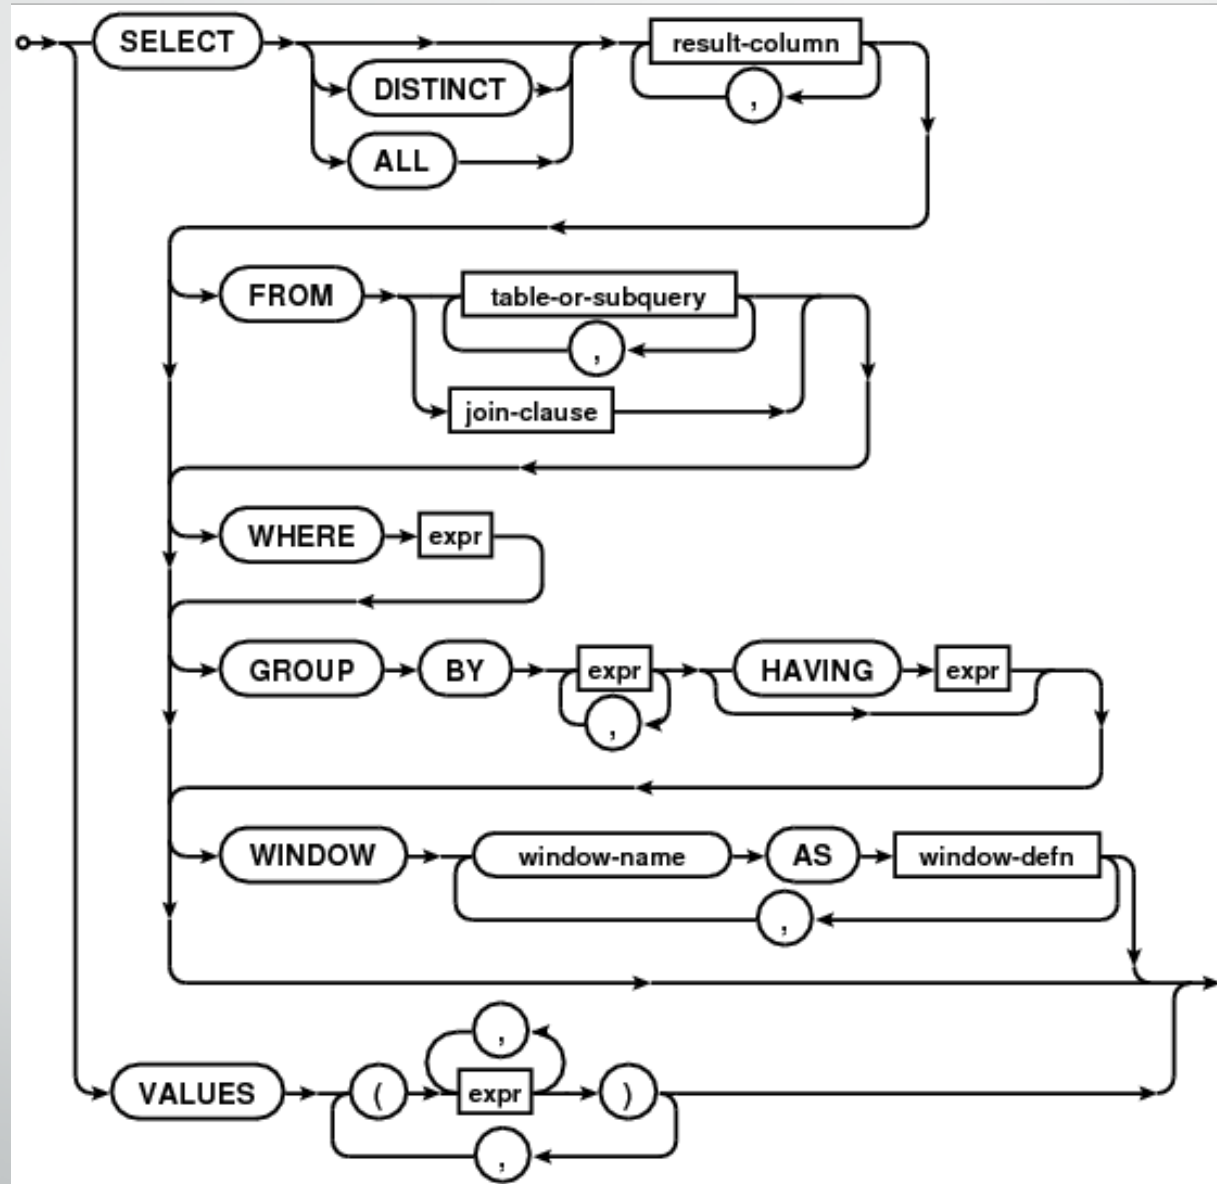 SELECT result-column
DISTINCT
,
ALL
FROM table-or-subquery
,
join-clause
WHERE expr
GROUP BY expr HAVING expr
,
WINDOW window-name AS window-defn
,
,
VALUES ( expr )
,